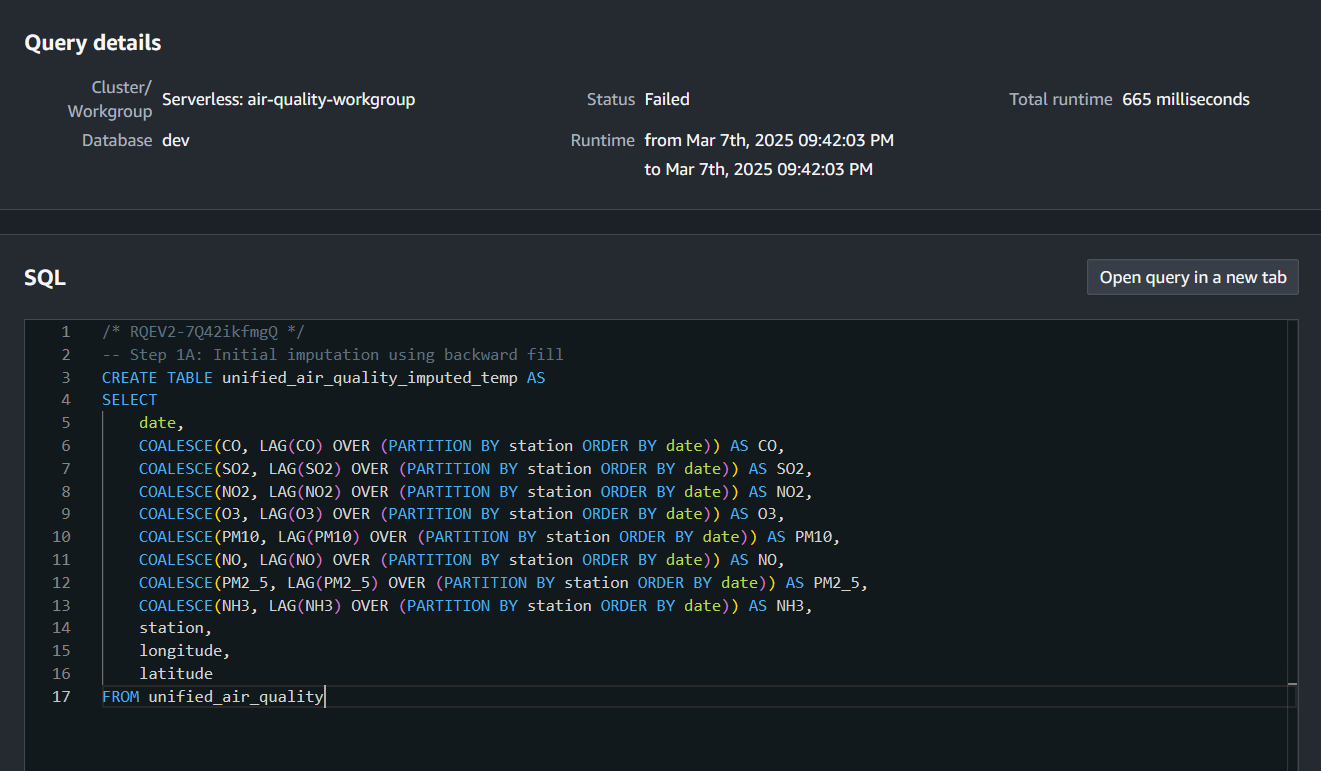 Query details
Cluster/
Workgroup
Serverless: air-quality-workgroup
Status Failed
Total runtime 665 milliseconds
Database dev
Runtime from Mar 7th, 2025 09:42:03 PM
to Mar 7th, 2025 09:42:03 PM
SQL
Open query in a new tab
1 /* RQEV2-7Q42ikfmgQ */
2 -- Step 1A: Initial imputation using backward fill
3 CREATE TABLE unified_air_quality_imputed_temp AS
4 SELECT
5 date,
6 COALESCE(CO, LAG(CO) OVER (PARTITION BY station ORDER BY date)) AS CO,
7 COALESCE(SO2, LAG(SO2) OVER (PARTITION BY station ORDER BY date)) AS SO2,
8 COALESCE(NO2, LAG(NO2) OVER (PARTITION BY station ORDER BY date)) AS NO2,
9 COALESCE(O3, LAG(O3) OVER (PARTITION BY station ORDER BY date)) AS O3,
10 COALESCE(PM10, LAG(PM10) OVER (PARTITION BY station ORDER BY date)) AS PM10,
11 COALESCE(NO, LAG(NO) OVER (PARTITION BY station ORDER BY date)) AS NO,
12 COALESCE(PM2_5, LAG(PM2_5) OVER (PARTITION BY station ORDER BY date)) AS PM2_5,
13 COALESCE(NH3, LAG(NH3) OVER (PARTITION BY station ORDER BY date)) AS NH3,
14 station,
15 longitude,
16 latitude
17 FROM unified_air_quality